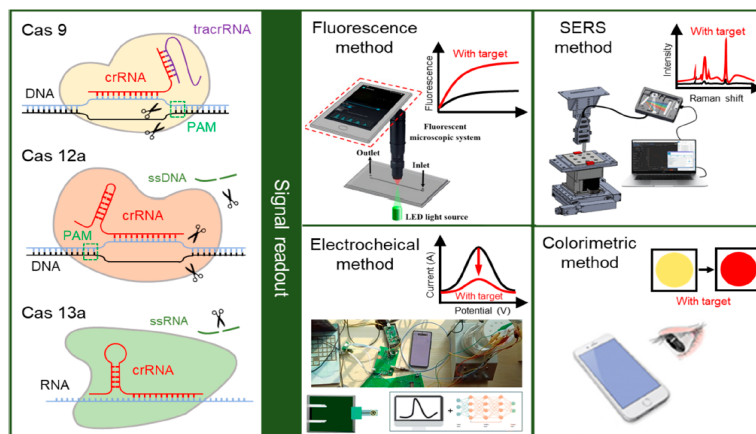 Cas 9
tracrRNA
crRNA
DNA
PAM
Cas 12a
ssDNA
crRNA
PAM
DNA
Cas 13a
ssRNA
crRNA
RNA
Signal readout
Fluorescence
method
Fluorescence
With target
Fluorescent
microscopic system
Outlet
Inlet
LED light source
SERS
method
Intensity
With target
Raman shift
Electrocheical
method
Current (A)
With target
Potential (V)
+
Colorimetric
method
With target